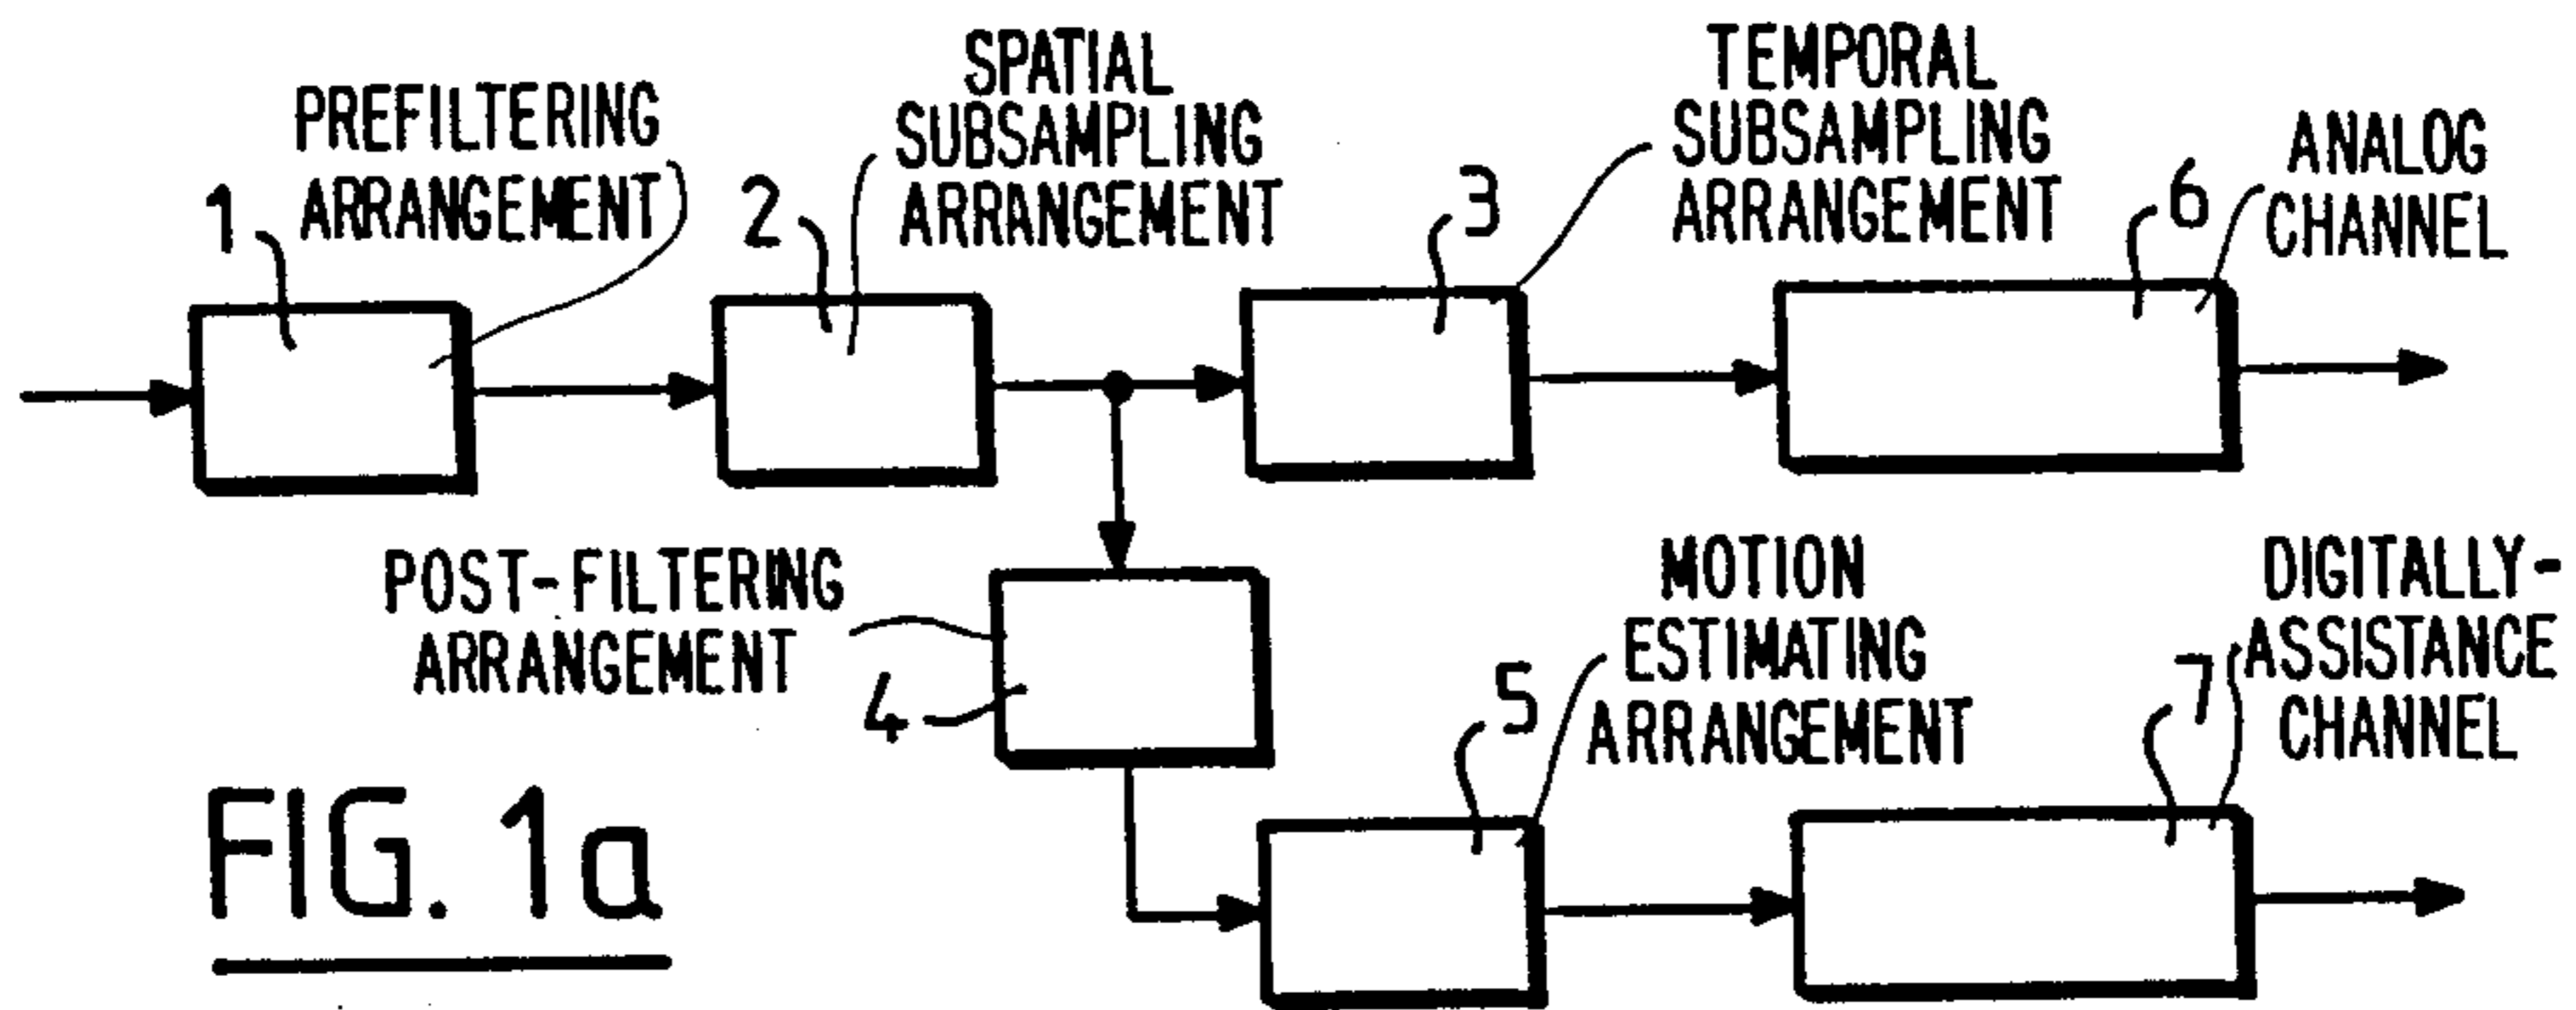 PREFILTERING
ARRANGEMENT
1
SPATIAL
SUBSAMPLING
ARRANGEMENT
2
TEMPORAL
SUBSAMPLING
ARRANGEMENT
3
ANALOG
CHANNEL
6
POST-FILTERING
ARRANGEMENT
4
MOTION
ESTIMATING
ARRANGEMENT
5
DIGITALLY-
ASSISTANCE
CHANNEL
7
FIG. 1a